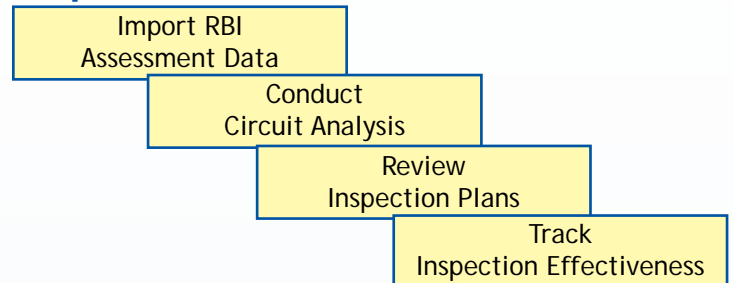 Import RBI
Assessment Data
Conduct
Circuit Analysis
Review
Inspection Plans
Track
Inspection Effectiveness